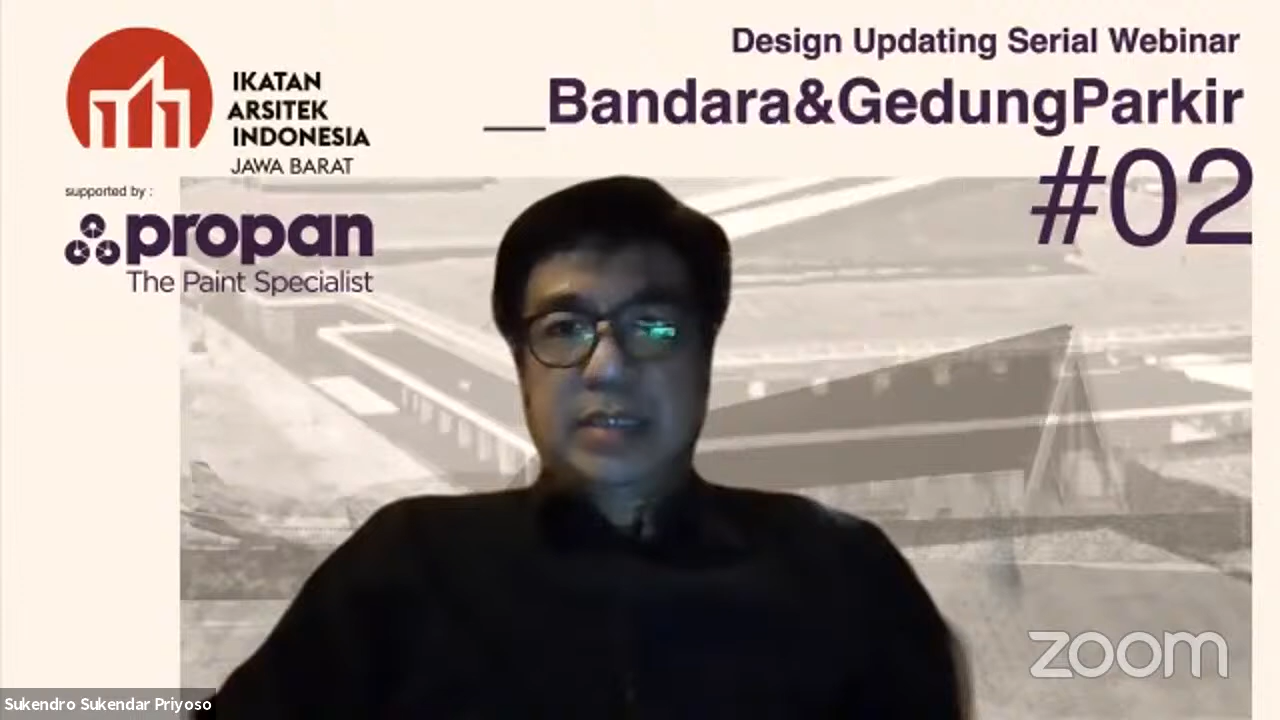 Design Updating Serial Webinar
__Bandara&GedungParkir
#02
IKATAN
ARSITEK
INDONESIA
JAWA BARAT
supported by :
propan
The Paint Specialist
zoom
Sukendro Sukendar Priyoso